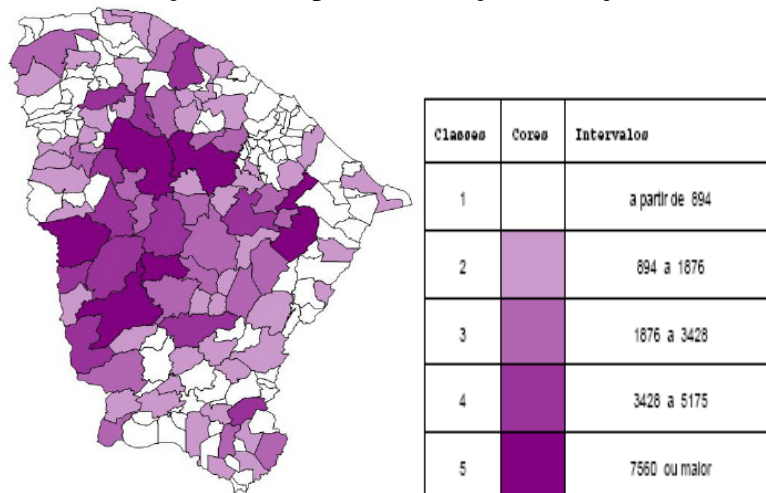 Classes Cores Intervalos
1 a partir de 894
2 894 a 1876
3 1876 a 3428
4 3428 a 5175
5 7560 ou maior